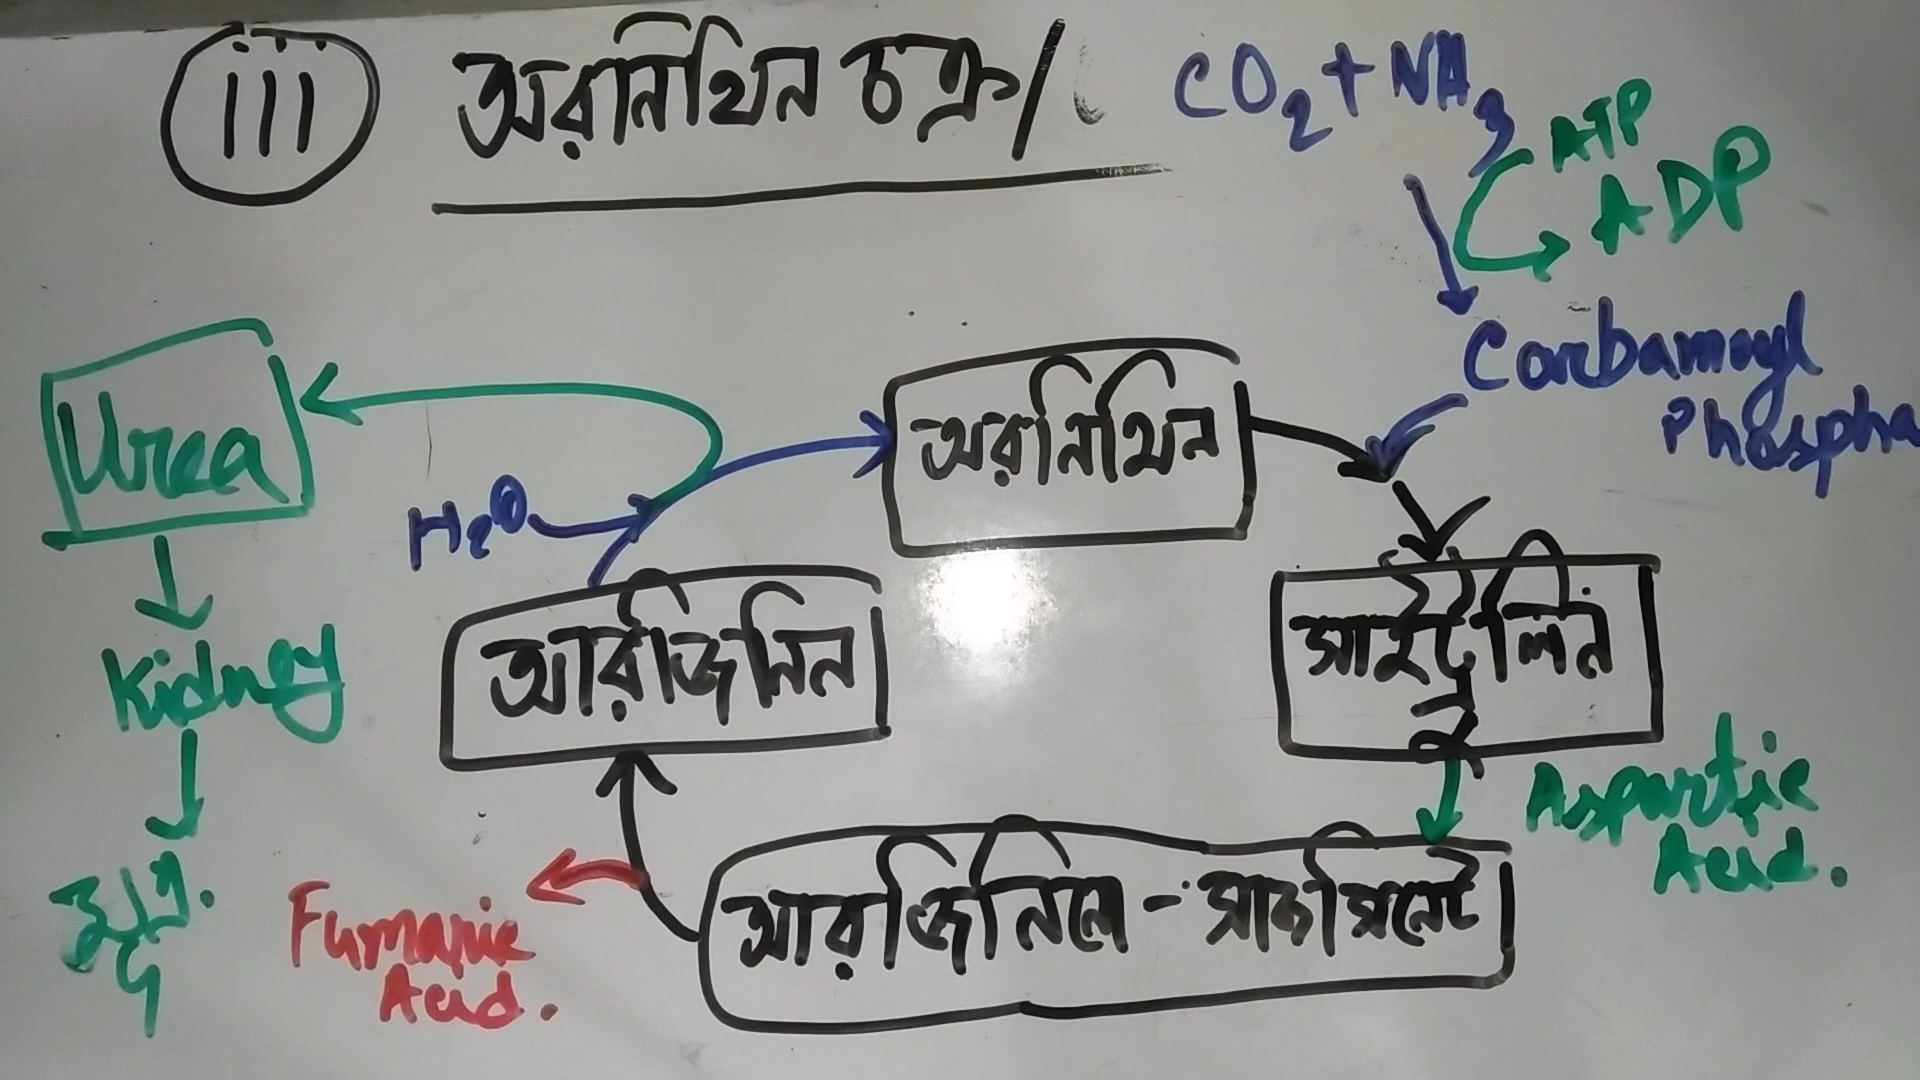 iii অরনিথিন চক্র/
CO2 + NH3
ATP
ADP
Carbamoyl
Phospha
Urea
অরনিথিন
H2O
আরজিনিন
সাইট্রুলিন
Kidney
Aspartic
Acid.
আরজিনিনো-সাকসিনেট
Fumaric
Acid.